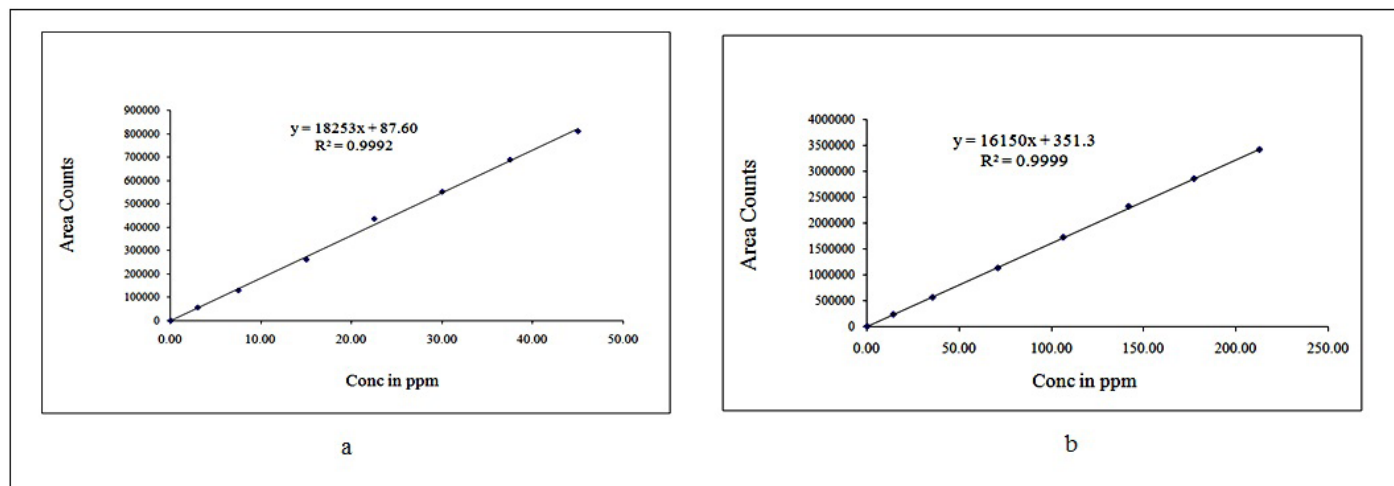 900000
800000
700000
600000
500000
400000
300000
200000
100000
0
Area Counts
y = 18253x + 87.60
R² = 0.9992
0.00 10.00 20.00 30.00 40.00 50.00
Conc in ppm
a
4000000
3500000
3000000
2500000
2000000
1500000
1000000
500000
0
Area Counts
y = 16150x + 351.3
R² = 0.9999
0.00 50.00 100.00 150.00 200.00 250.00
Conc in ppm
b